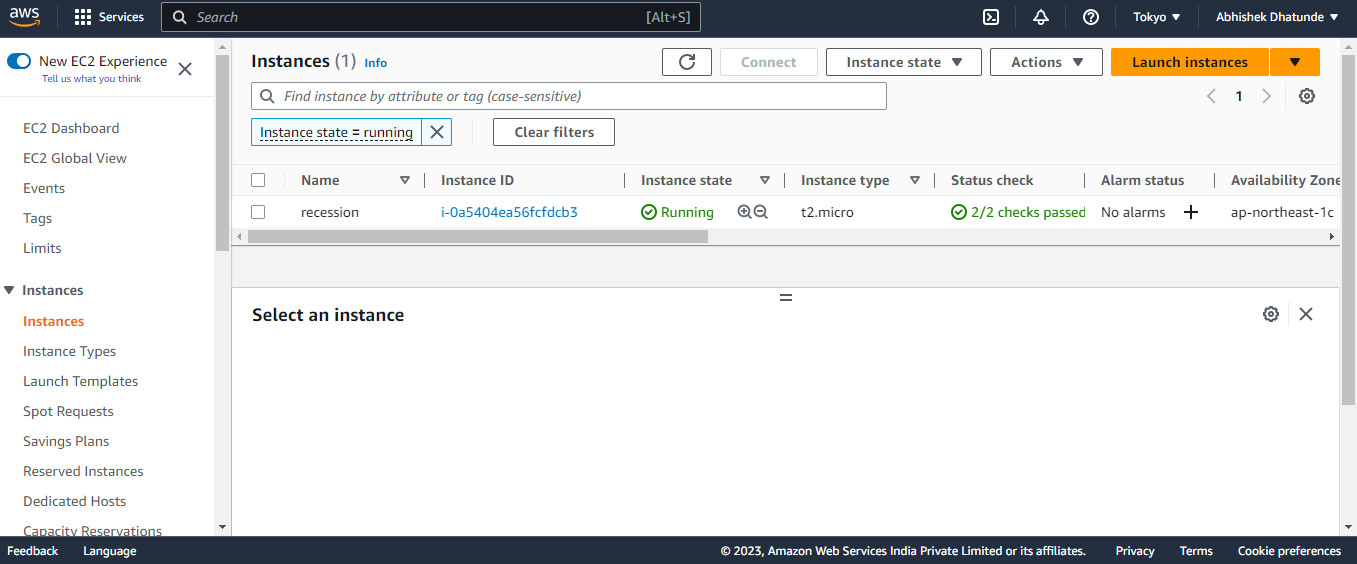 aws Services Search [Alt+S] Tokyo Abhishek Dhatunde
New EC2 Experience
Tell us what you think
EC2 Dashboard
EC2 Global View
Events
Tags
Limits
Instances
Instances
Instance Types
Launch Templates
Spot Requests
Savings Plans
Reserved Instances
Dedicated Hosts
Capacity Reservations
Instances (1) Info Connect Instance state Actions Launch instances
Find instance by attribute or tag (case-sensitive) 1
Instance state = running Clear filters
Name Instance ID Instance state Instance type Status check Alarm status Availability Zone
recession i-0a5404ea56fcfdcb3 Running t2.micro 2/2 checks passed No alarms ap-northeast-1c
Select an instance
Feedback Language © 2023, Amazon Web Services India Private Limited or its affiliates. Privacy Terms Cookie preferences